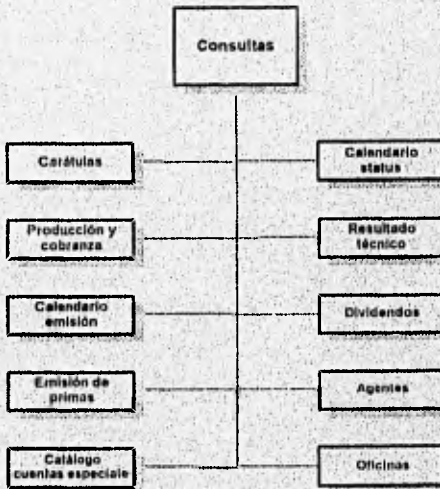 Consultas
Carátulas
Calendario
status
Producción y
cobranza
Resultado
técnico
Calendario
emisión
Dividendos
Emisión de
primas
Agentes
Catálogo
cuentas especiale
Oficinas